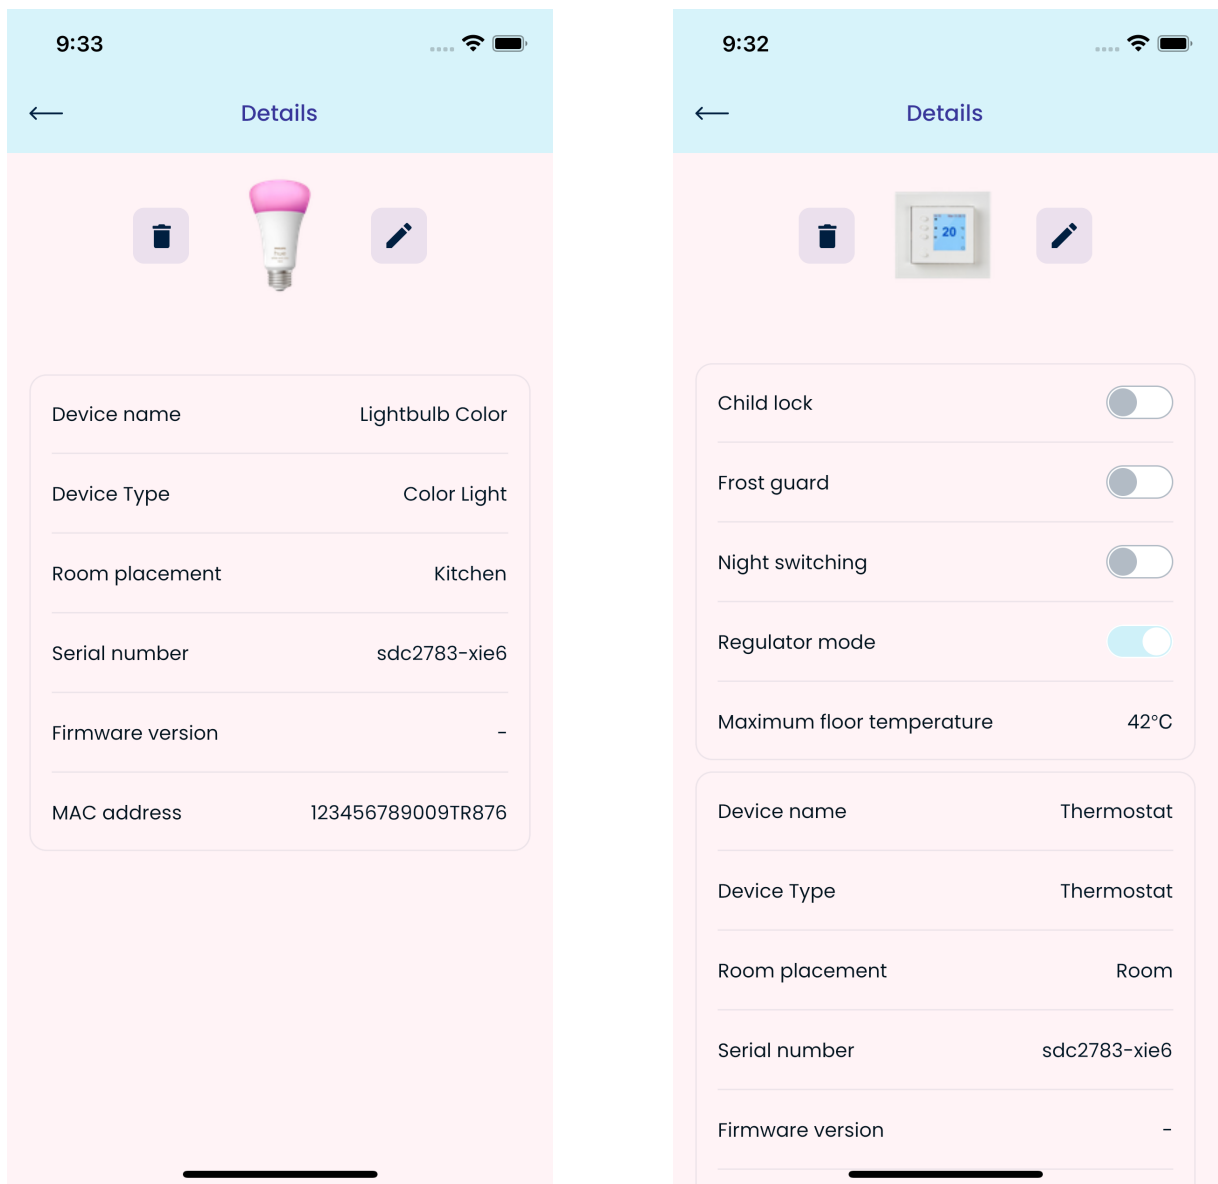 9:33
Details
Device name Lightbulb Color
Device Type Color Light
Room placement Kitchen
Serial number sdc2783-xie6
Firmware version -
MAC address 123456789009TR876
9:32
Details
20
Child lock
Frost guard
Night switching
Regulator mode
Maximum floor temperature 42°C
Device name Thermostat
Device Type Thermostat
Room placement Room
Serial number sdc2783-xie6
Firmware version -